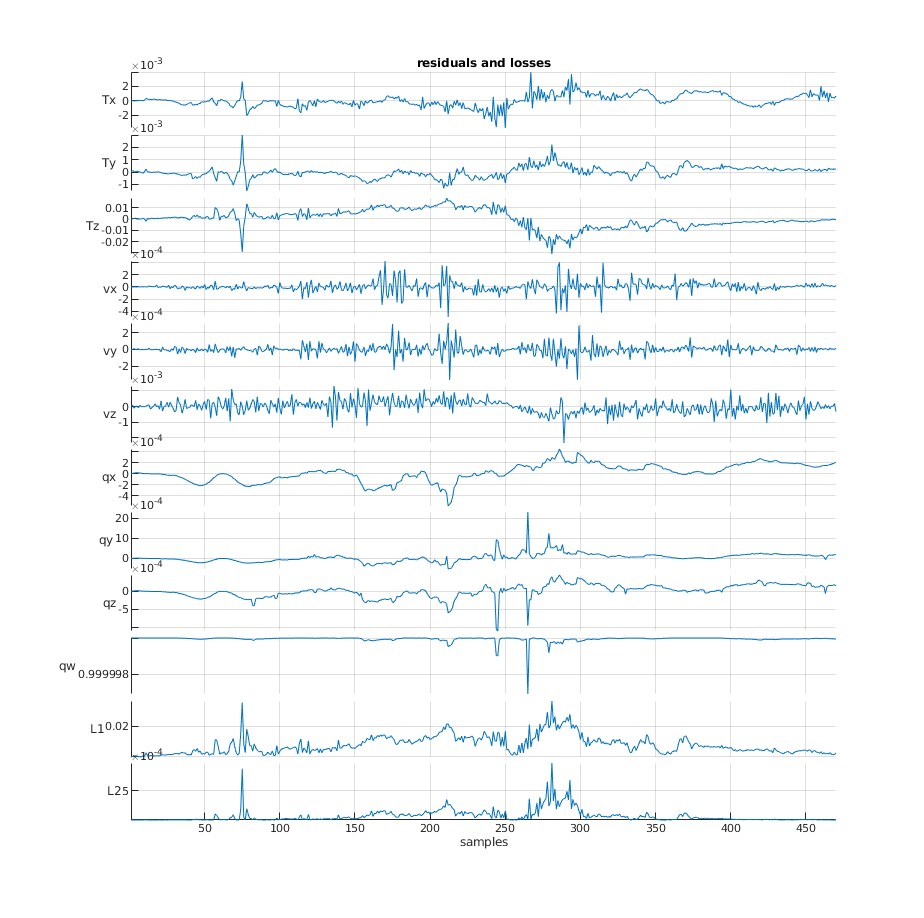 residuals and losses
×10⁻³
Tx 2 0 -2
×10⁻³
Ty 2 1 0 -1
Tz 0.01 0 -0.01 -0.02
×10⁻⁴
vx 2 0 -2 -4
×10⁻⁴
vy 2 0 -2
×10⁻³
vz 0 -1
×10⁻⁴
qx 2 0 -2 -4
×10⁻⁴
qy 20 10 0
×10⁻⁴
qz 0 -5
qw 0.999998
L1 0.02
×10⁻⁴
L2 5
50 100 150 200 250 300 350 400 450
samples